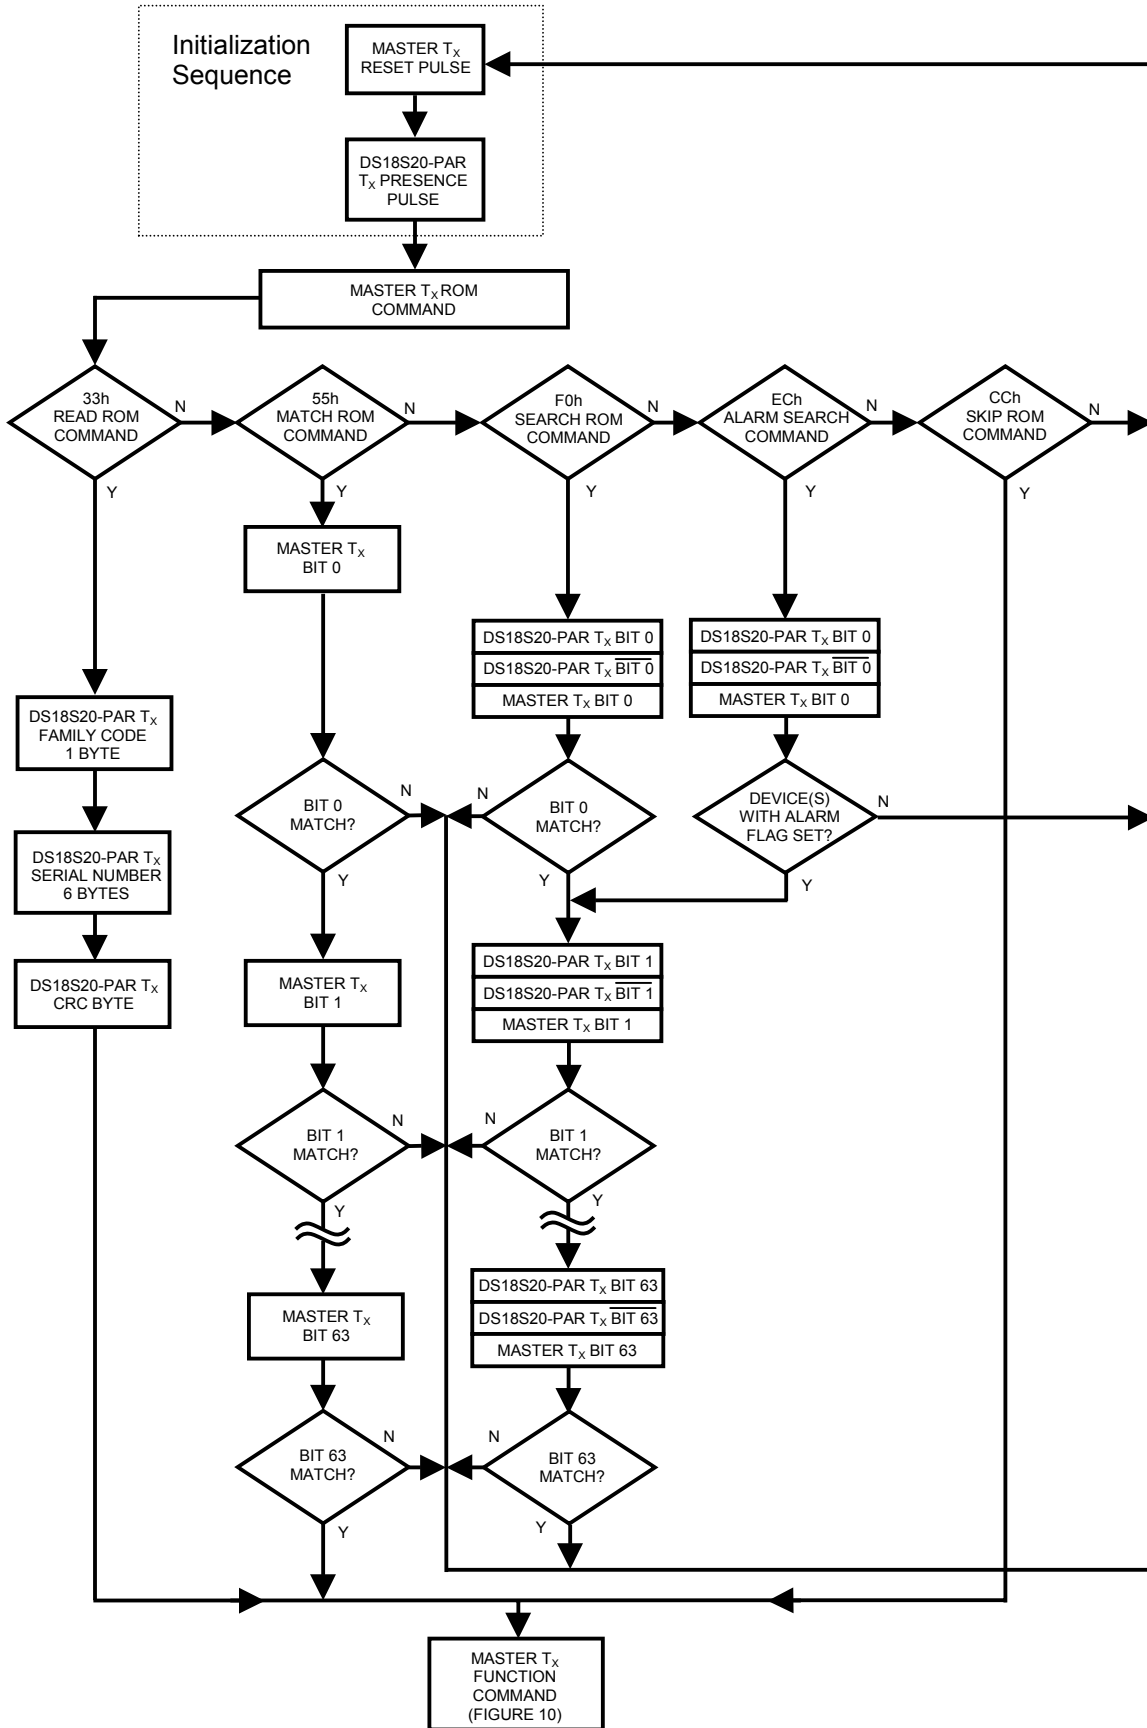 Initialization
Sequence
MASTER TX
RESET PULSE
DS18S20-PAR
TX PRESENCE
PULSE
MASTER TX ROM
COMMAND
33h
READ ROM
COMMAND
N
Y
55h
MATCH ROM
COMMAND
N
Y
F0h
SEARCH ROM
COMMAND
N
Y
ECh
ALARM SEARCH
COMMAND
N
Y
CCh
SKIP ROM
COMMAND
N
Y
DS18S20-PAR TX
FAMILY CODE
1 BYTE
DS18S20-PAR TX
SERIAL NUMBER
6 BYTES
DS18S20-PAR TX
CRC BYTE
MASTER TX
BIT 0
BIT 0
MATCH?
N
Y
MASTER TX
BIT 1
BIT 1
MATCH?
N
Y
MASTER TX
BIT 63
BIT 63
MATCH?
N
Y
DS18S20-PAR TX BIT 0
DS18S20-PAR TX BIT 0
MASTER TX BIT 0
BIT 0
MATCH?
N
Y
DS18S20-PAR TX BIT 1
DS18S20-PAR TX BIT 1
MASTER TX BIT 1
BIT 1
MATCH?
N
Y
DS18S20-PAR TX BIT 63
DS18S20-PAR TX BIT 63
MASTER TX BIT 63
BIT 63
MATCH?
N
Y
DS18S20-PAR TX BIT 0
DS18S20-PAR TX BIT 0
MASTER TX BIT 0
DEVICE(S)
WITH ALARM
FLAG SET?
N
Y
MASTER TX
FUNCTION
COMMAND
(FIGURE 10)